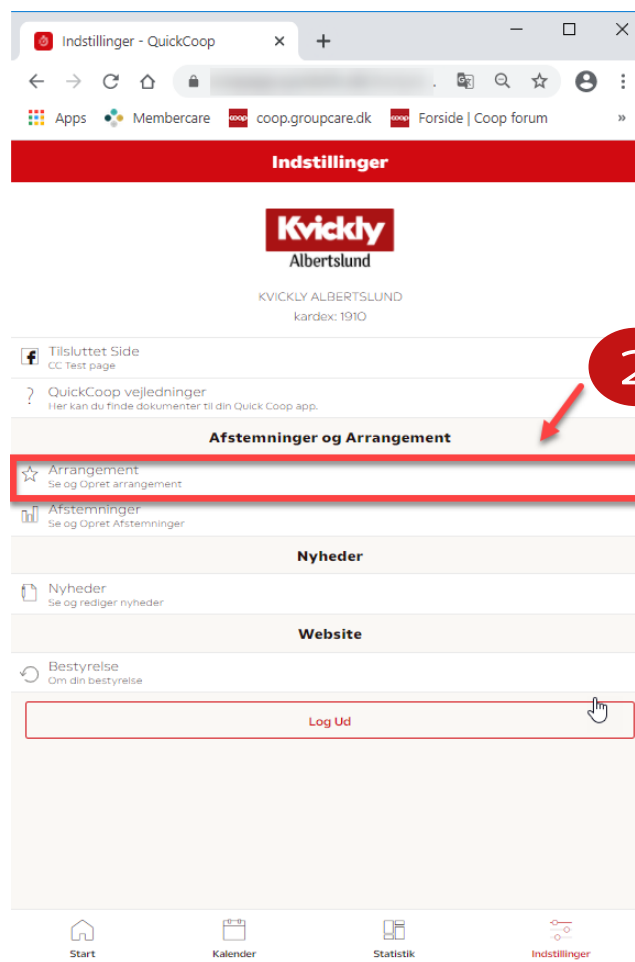 Indstillinger - QuickCoop
Apps Membercare coop coop.groupcare.dk coop Forside | Coop forum »
Indstillinger
Kvickly
Albertslund
KVICKLY ALBERTSLUND
kardex: 1910
f Tilsluttet Side
CC Test page
2
? QuickCoop vejledninger
Her kan du finde dokumenter til din Quick Coop app.
Afstemninger og Arrangement
Arrangement
Se og Opret arrangement
Afstemninger
Se og Opret Afstemninger
Nyheder
Nyheder
Se og rediger nyheder
Website
Bestyrelse
Om din bestyrelse
Log Ud
Start Kalender Statistik Indstillinger